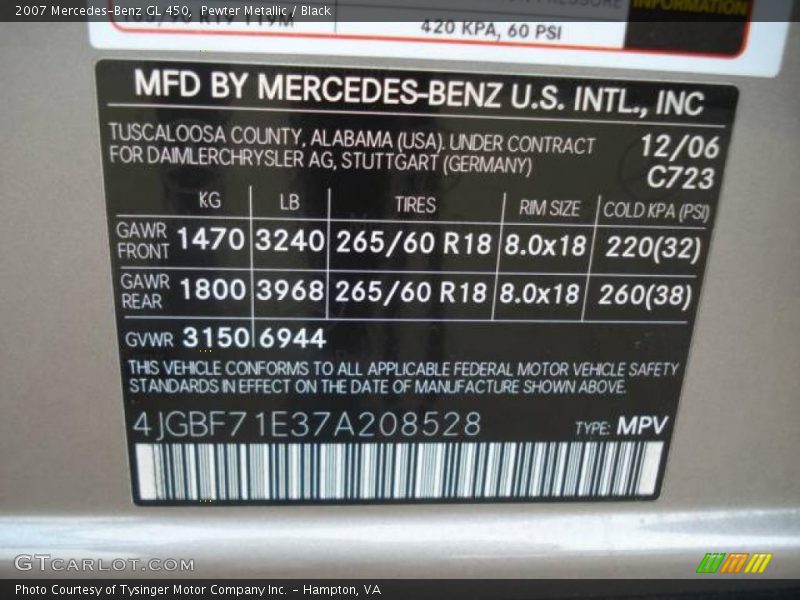 2007 Mercedes-Benz GL 450, Pewter Metallic / Black
420 KPA, 60 PSI
INFORMATION
MFD BY MERCEDES-BENZ U.S. INTL., INC
TUSCALOOSA COUNTY, ALABAMA (USA). UNDER CONTRACT 12/06
FOR DAIMLERCHRYSLER AG, STUTTGART (GERMANY) C723
KG LB TIRES RIM SIZE COLD KPA (PSI)
GAWR FRONT 1470 3240 265/60 R18 8.0x18 220(32)
GAWR REAR 1800 3968 265/60 R18 8.0x18 260(38)
GVWR 3150 6944
THIS VEHICLE CONFORMS TO ALL APPLICABLE FEDERAL MOTOR VEHICLE SAFETY
STANDARDS IN EFFECT ON THE DATE OF MANUFACTURE SHOWN ABOVE.
4JGBF71E37A208528 TYPE: MPV
GTCARLOT.COM
Photo Courtesy of Tysinger Motor Company Inc. - Hampton, VA